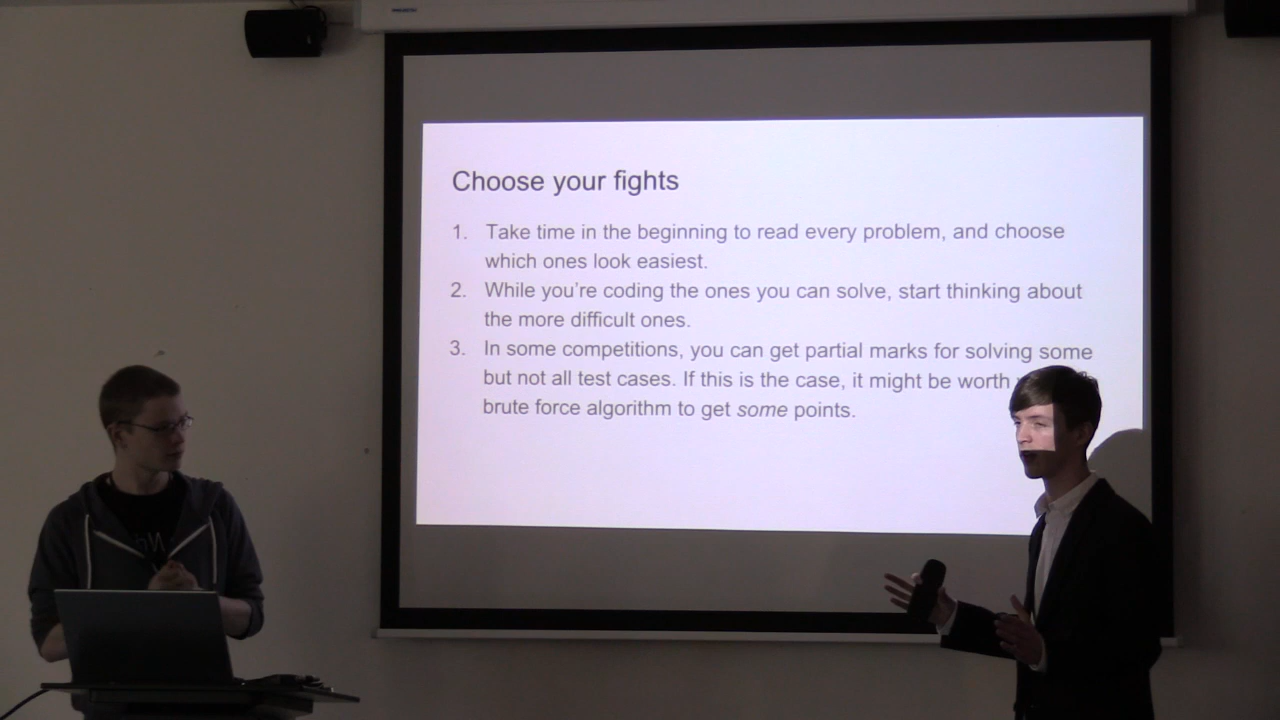 Choose your fights
1. Take time in the beginning to read every problem, and choose
which ones look easiest.
2. While you're coding the ones you can solve, start thinking about
the more difficult ones.
3. In some competitions, you can get partial marks for solving some
but not all test cases. If this is the case, it might be worth
brute force algorithm to get some points.